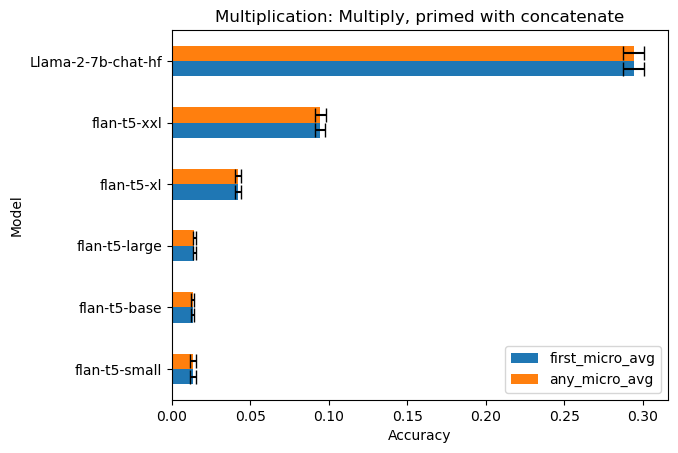 Multiplication: Multiply, primed with concatenate
Model
Llama-2-7b-chat-hf
flan-t5-xxl
flan-t5-xl
flan-t5-large
flan-t5-base
flan-t5-small
first_micro_avg
any_micro_avg
0.00 0.05 0.10 0.15 0.20 0.25 0.30
Accuracy